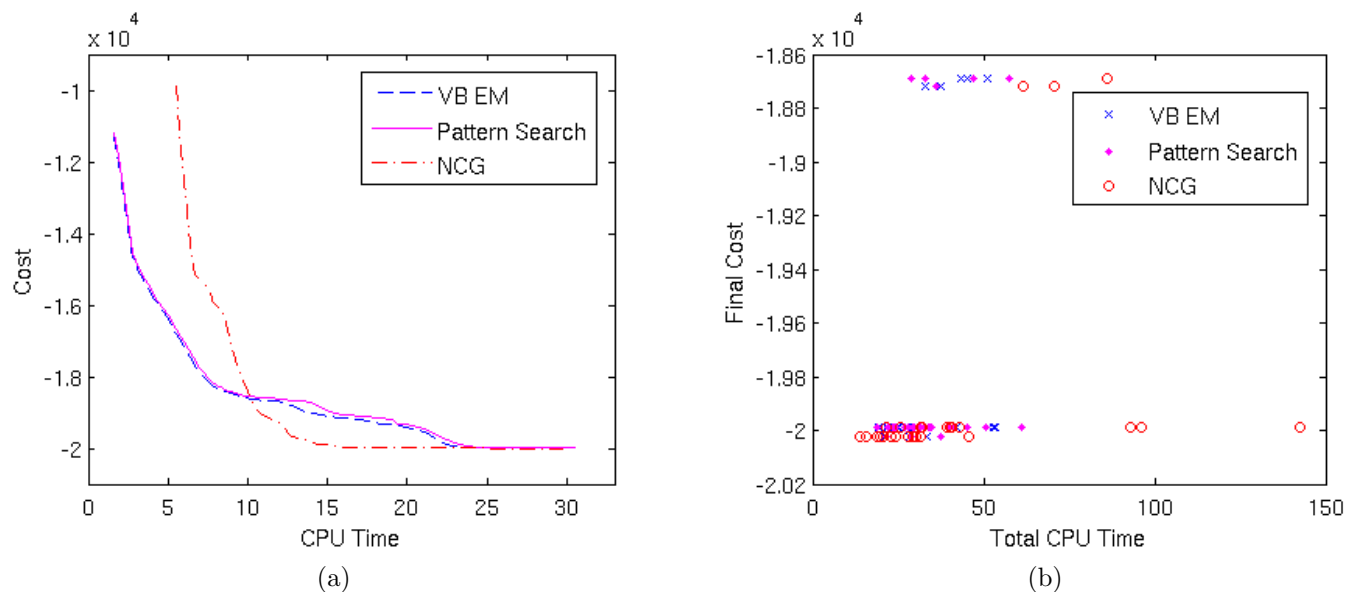 x 10^4
-1
-1.2
-1.4
-1.6
-1.8
-2
Cost
0 5 10 15 20 25 30
CPU Time
VB EM
Pattern Search
NCG
(a)
x 10^4
-1.86
-1.88
-1.9
-1.92
-1.94
-1.96
-1.98
-2
-2.02
Final Cost
0 50 100 150
Total CPU Time
VB EM
Pattern Search
NCG
(b)